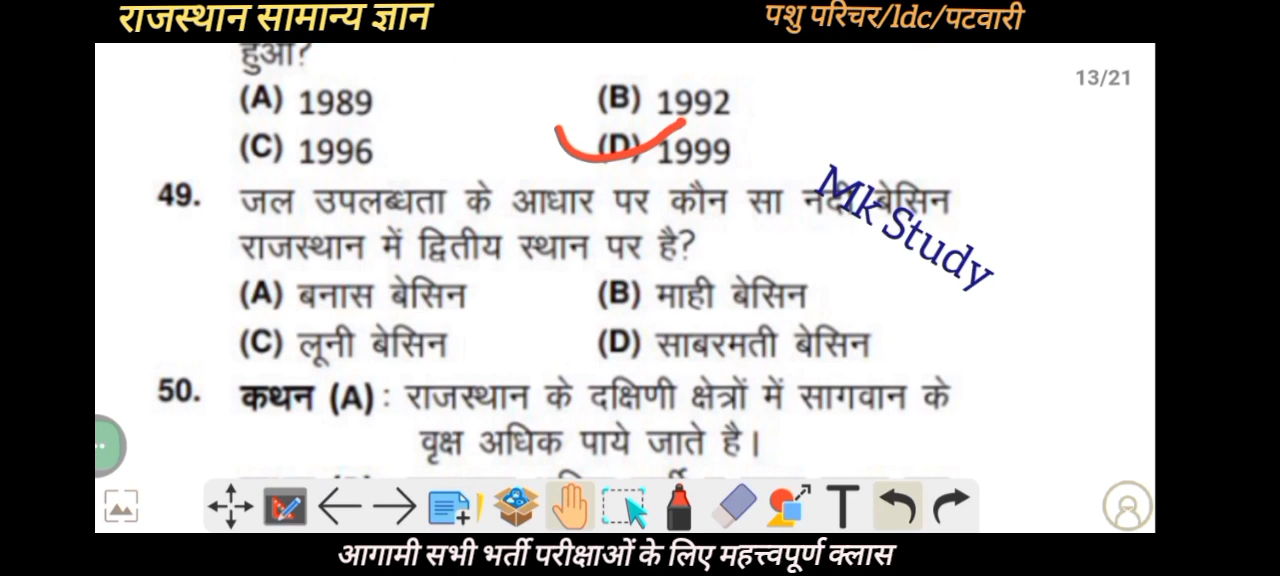 राजस्थान सामान्य ज्ञान
पशु परिचर/ldc/पटवारी
हुआ?
13/21
(A) 1989 (B) 1992
(C) 1996 (D) 1999
49. जल उपलब्धता के आधार पर कौन सा नदी बेसिन
राजस्थान में द्वितीय स्थान पर है?
Mk Study
(A) बनास बेसिन (B) माही बेसिन
(C) लूनी बेसिन (D) साबरमती बेसिन
50. कथन (A) : राजस्थान के दक्षिणी क्षेत्रों में सागवान के
वृक्ष अधिक पाये जाते है।
T
आगामी सभी भर्ती परीक्षाओं के लिए महत्त्वपूर्ण क्लास